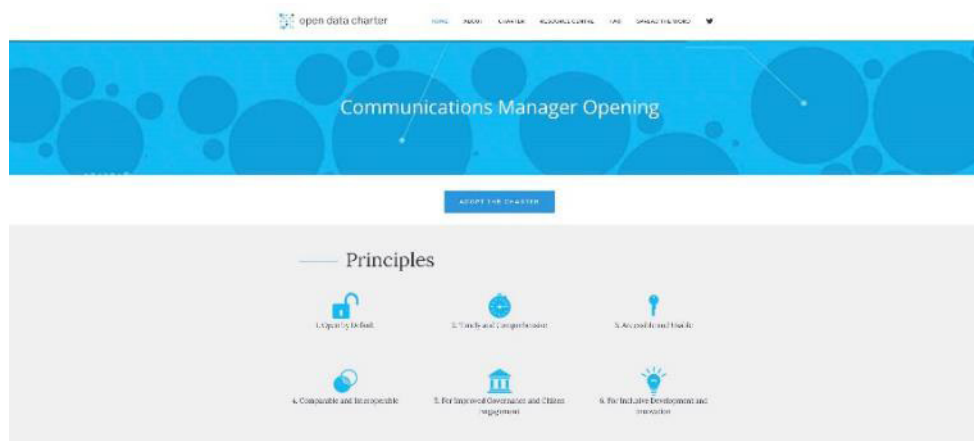 open data charter
HOME ABOUT CHARTER RESOURCE CENTRE FAQ SPREAD THE WORD
Communications Manager Opening
ADOPT THE CHARTER
Principles
1. Open by Default
2. Timely and Comprehensive
3. Accessible and Usable
4. Comparable and Interoperable
5. For Improved Governance and Citizen
Engagement
6. For Inclusive Development and
Innovation